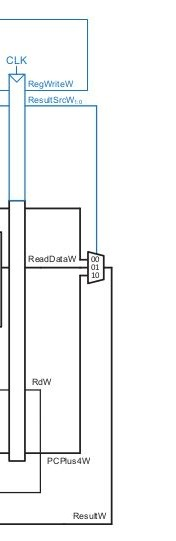 CLK
RegWriteW
ResultSrcW1:0
ReadDataW
00
01
10
RdW
PCPlus4W
ResultW